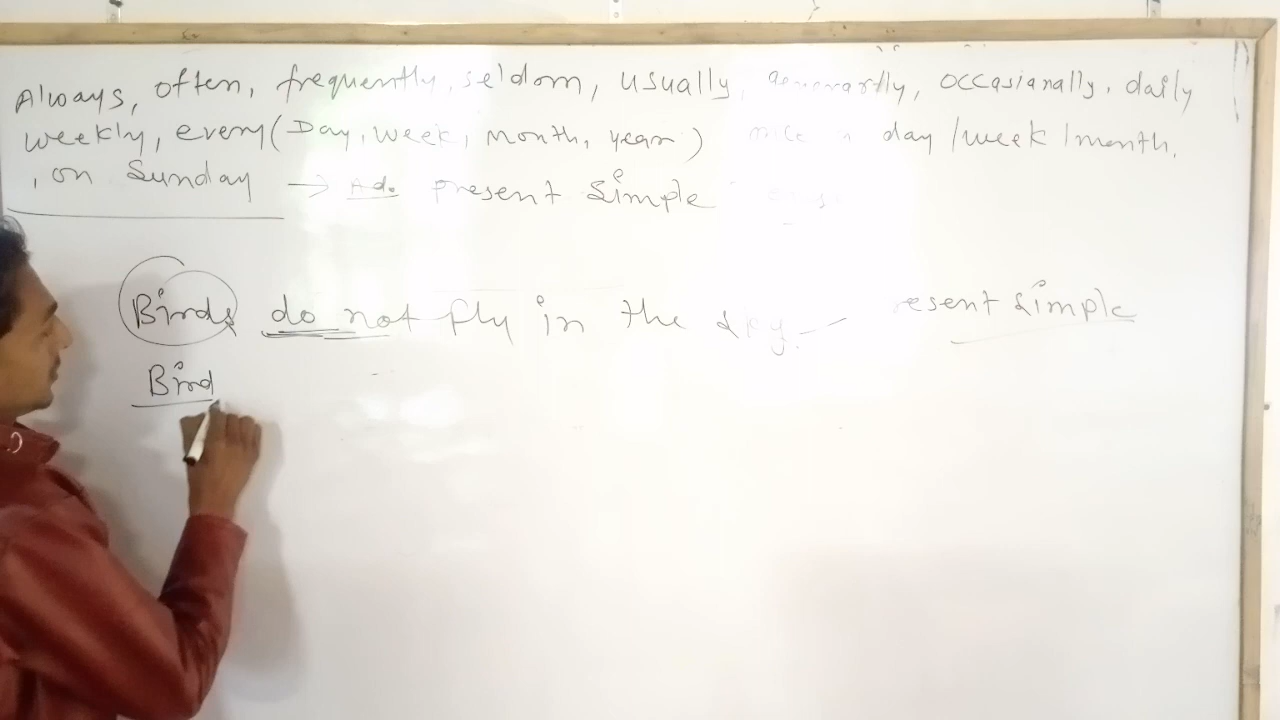 Always, often, frequently, seldom, usually, occasianally, daily
weekly, every (Day, week, month, year) day / week / month,
, on Sunday → Ad. present simple
Birds do not fly in the sky. resent simple
Bird